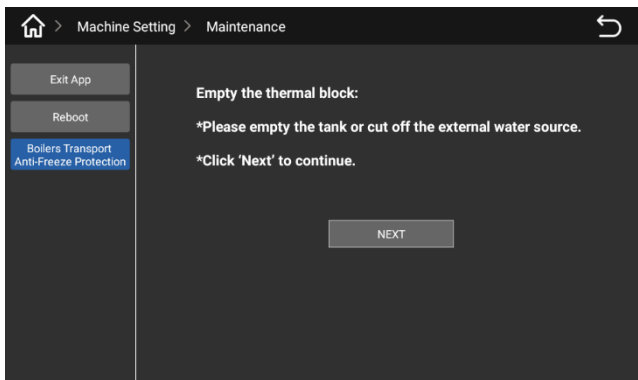 > Machine Setting > Maintenance
Exit App
Reboot
Boilers Transport
Anti-Freeze Protection
Empty the thermal block:
*Please empty the tank or cut off the external water source.
*Click ‘Next’ to continue.
NEXT